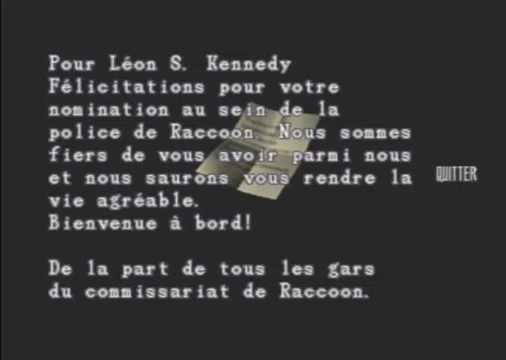 Pour Léon S. Kennedy
Félicitations pour votre
nomination au sein de la
police de Raccoon. Nous sommes
fiers de vous avoir parmi nous
et nous saurons vous rendre la
vie agréable.
Bienvenue à bord!
De la part de tous les gars
du commissariat de Raccoon.
QUITTER